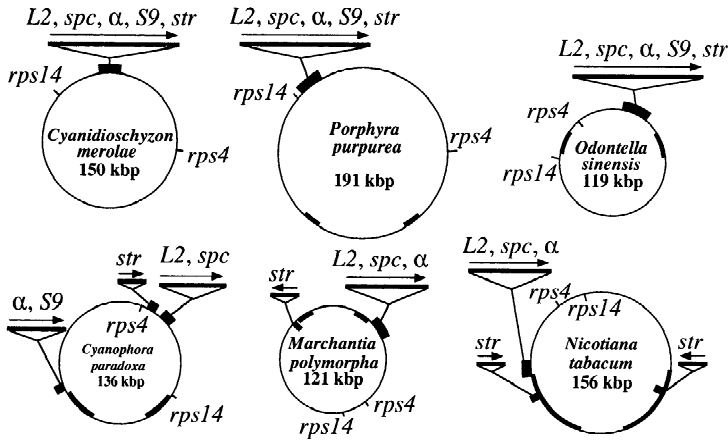 L2, spc, α, S9, str
rps14
Cyanidioschyzon
merolae
150 kbp
rps4
L2, spc, α, S9, str
rps14
Porphyra
purpurea
191 kbp
rps4
L2, spc, α, S9, str
rps4
Odontella
sinensis
119 kbp
rps14
str
L2, spc
α, S9
rps4
Cyanophora
paradoxa
136 kbp
rps14
str
L2, spc, α
Marchantia
polymorpha
121 kbp
rps4
rps14
L2, spc, α
rps4
rps14
str
Nicotiana
tabacum
156 kbp
str